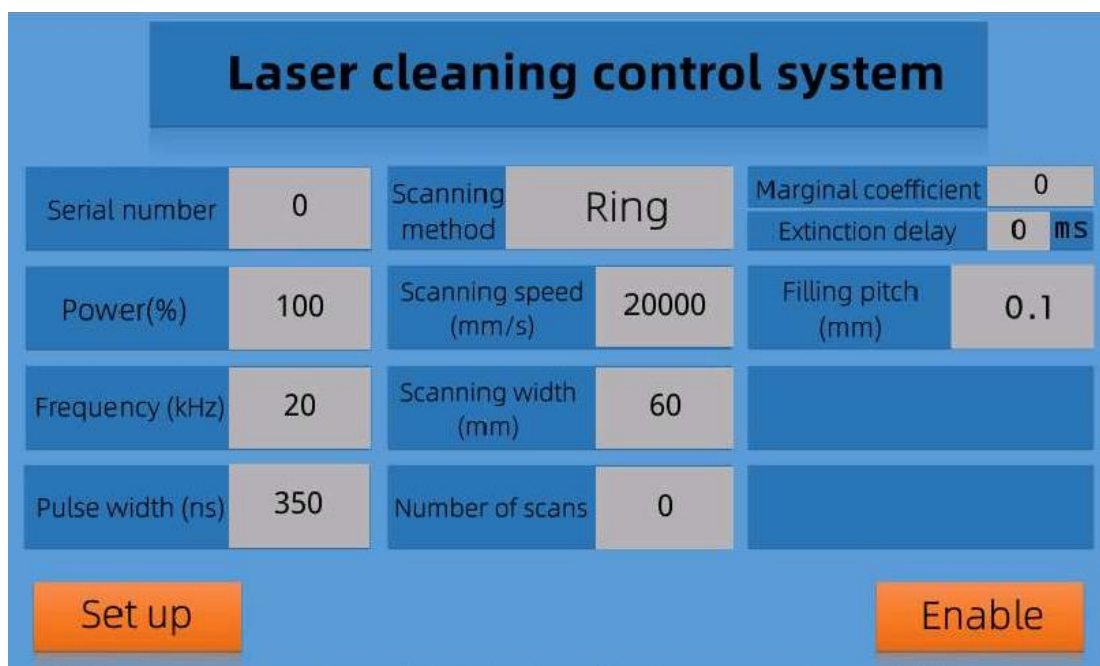 Laser cleaning control system
Serial number 0
Scanning
method
Ring
Marginal coefficient 0
Extinction delay 0 ms
Power(%) 100
Scanning speed
(mm/s)
20000
Filling pitch
(mm)
0.1
Frequency (kHz) 20
Scanning width
(mm)
60
Pulse width (ns) 350
Number of scans 0
Set up
Enable